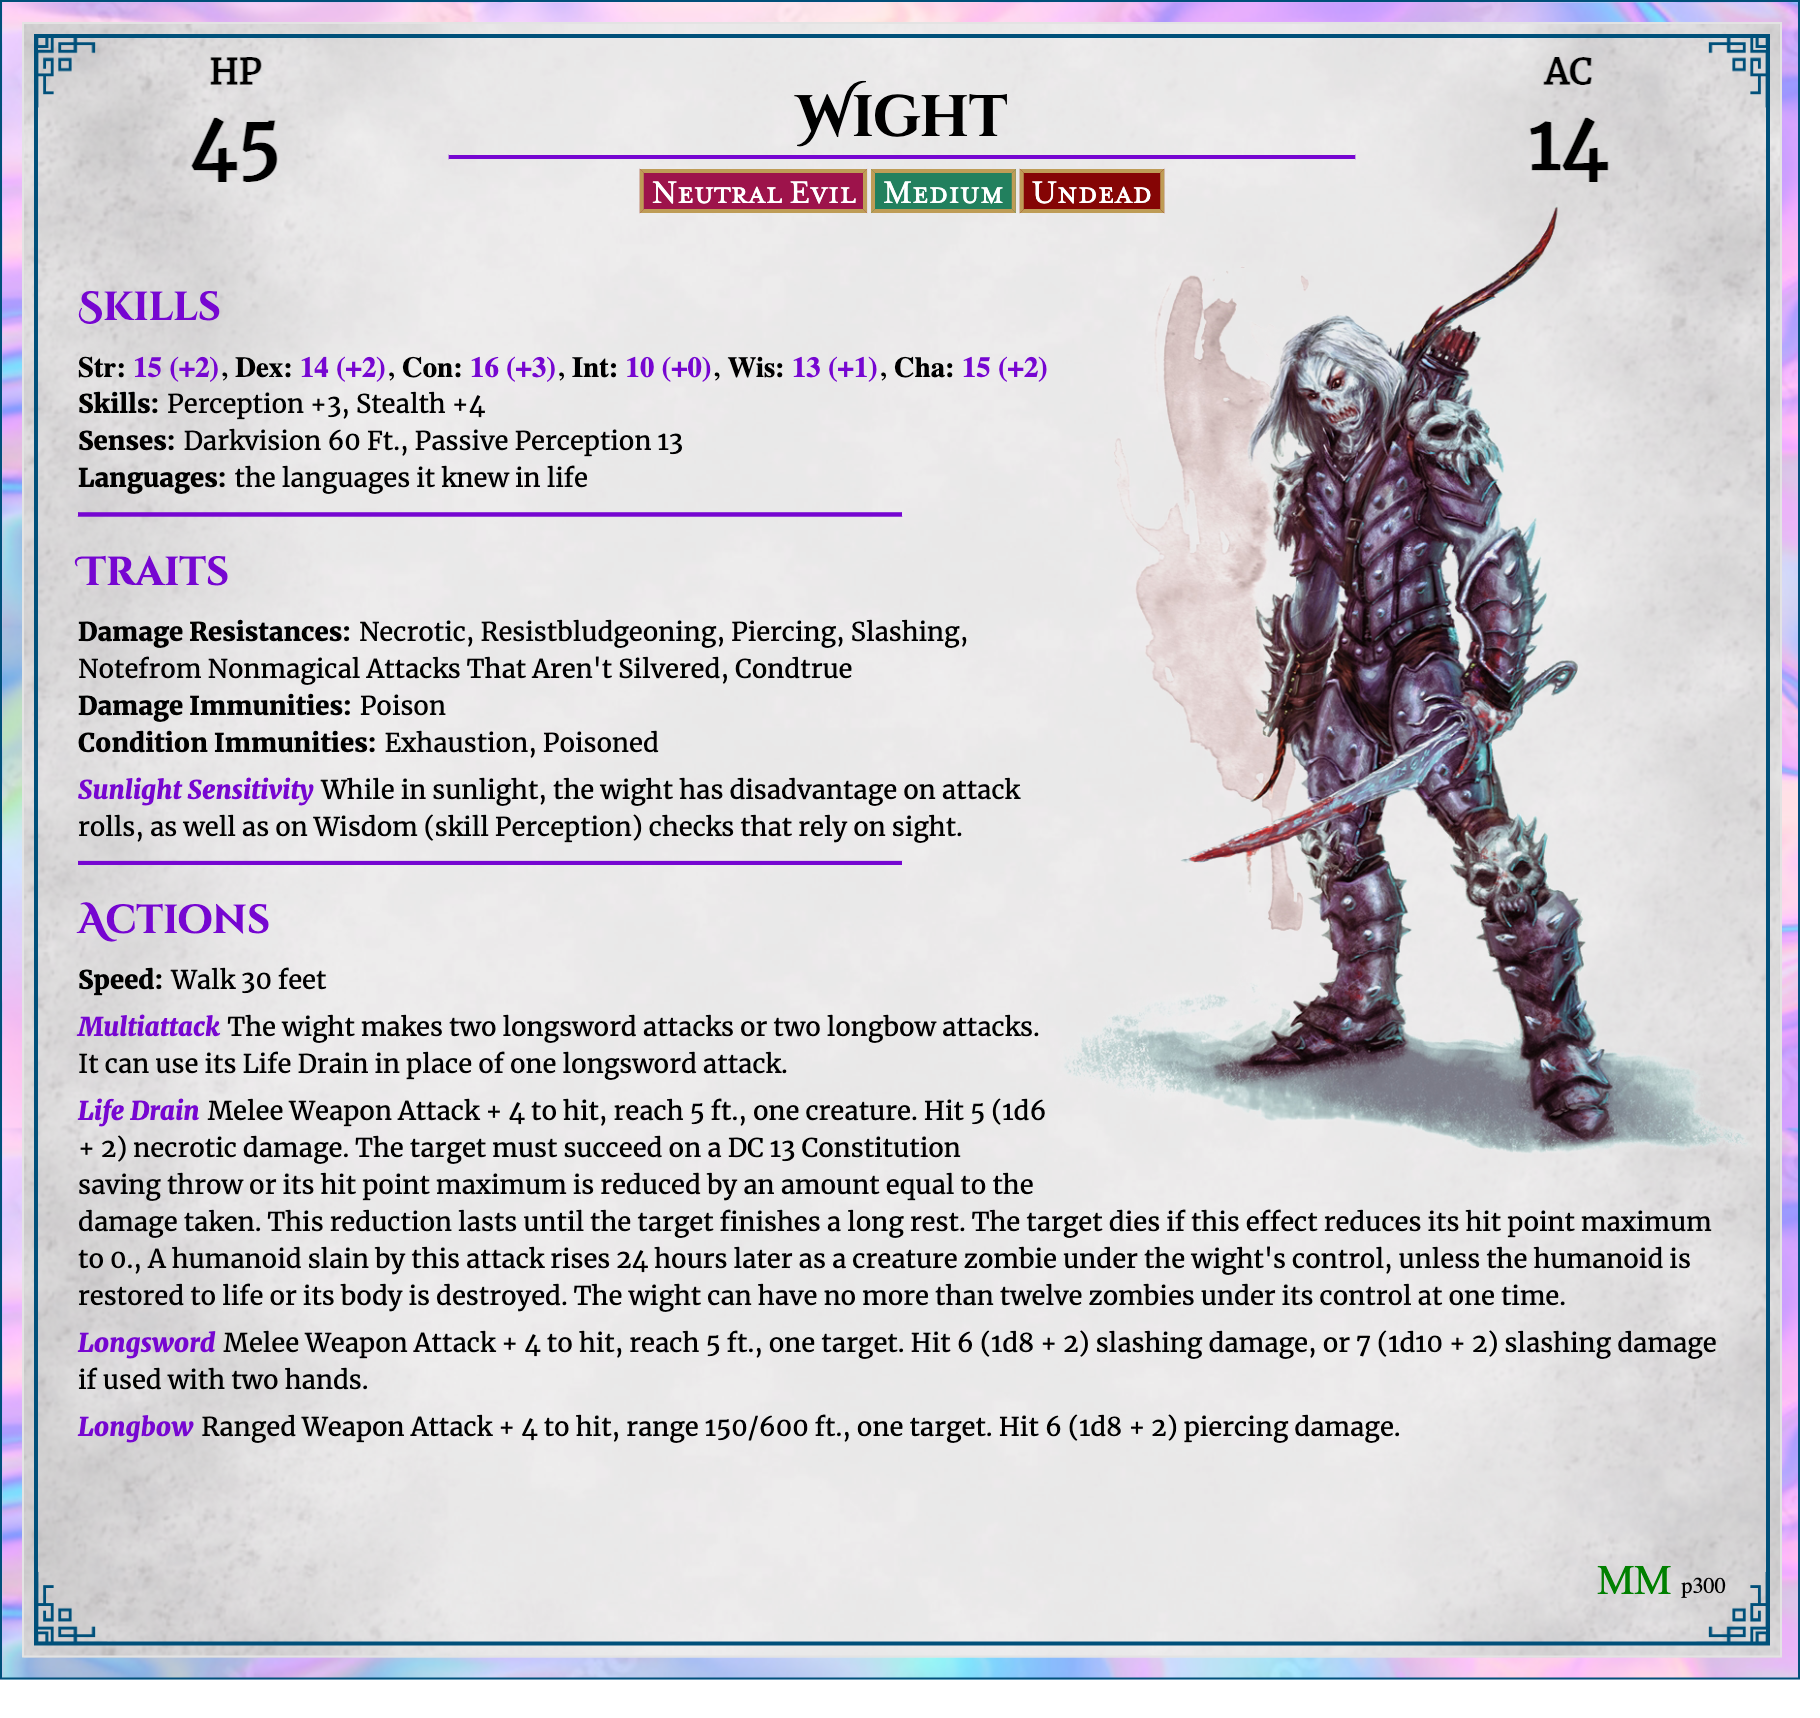 HP
45
Wight
AC
14
Neutral Evil Medium Undead
Skills
Str: 15 (+2), Dex: 14 (+2), Con: 16 (+3), Int: 10 (+0), Wis: 13 (+1), Cha: 15 (+2)
Skills: Perception +3, Stealth +4
Senses: Darkvision 60 Ft., Passive Perception 13
Languages: the languages it knew in life
Traits
Damage Resistances: Necrotic, Resistbludgeoning, Piercing, Slashing,
Notefrom Nonmagical Attacks That Aren't Silvered, Condtrue
Damage Immunities: Poison
Condition Immunities: Exhaustion, Poisoned
Sunlight Sensitivity While in sunlight, the wight has disadvantage on attack
rolls, as well as on Wisdom (skill Perception) checks that rely on sight.
Actions
Speed: Walk 30 feet
Multiattack The wight makes two longsword attacks or two longbow attacks.
It can use its Life Drain in place of one longsword attack.
Life Drain Melee Weapon Attack + 4 to hit, reach 5 ft., one creature. Hit 5 (1d6
+ 2) necrotic damage. The target must succeed on a DC 13 Constitution
saving throw or its hit point maximum is reduced by an amount equal to the
damage taken. This reduction lasts until the target finishes a long rest. The target dies if this effect reduces its hit point maximum
to 0., A humanoid slain by this attack rises 24 hours later as a creature zombie under the wight's control, unless the humanoid is
restored to life or its body is destroyed. The wight can have no more than twelve zombies under its control at one time.
Longsword Melee Weapon Attack + 4 to hit, reach 5 ft., one target. Hit 6 (1d8 + 2) slashing damage, or 7 (1d10 + 2) slashing damage
if used with two hands.
Longbow Ranged Weapon Attack + 4 to hit, range 150/600 ft., one target. Hit 6 (1d8 + 2) piercing damage.
MM p300